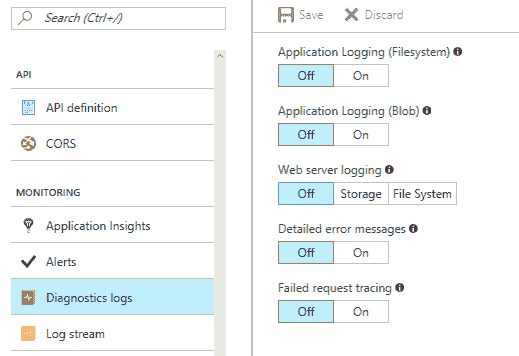 Search (Ctrl+/)
API
API definition
CORS
MONITORING
Application Insights
Alerts
Diagnostics logs
Log stream
Save Discard
Application Logging (Filesystem)
Off On
Application Logging (Blob)
Off On
Web server logging
Off Storage File System
Detailed error messages
Off On
Failed request tracing
Off On